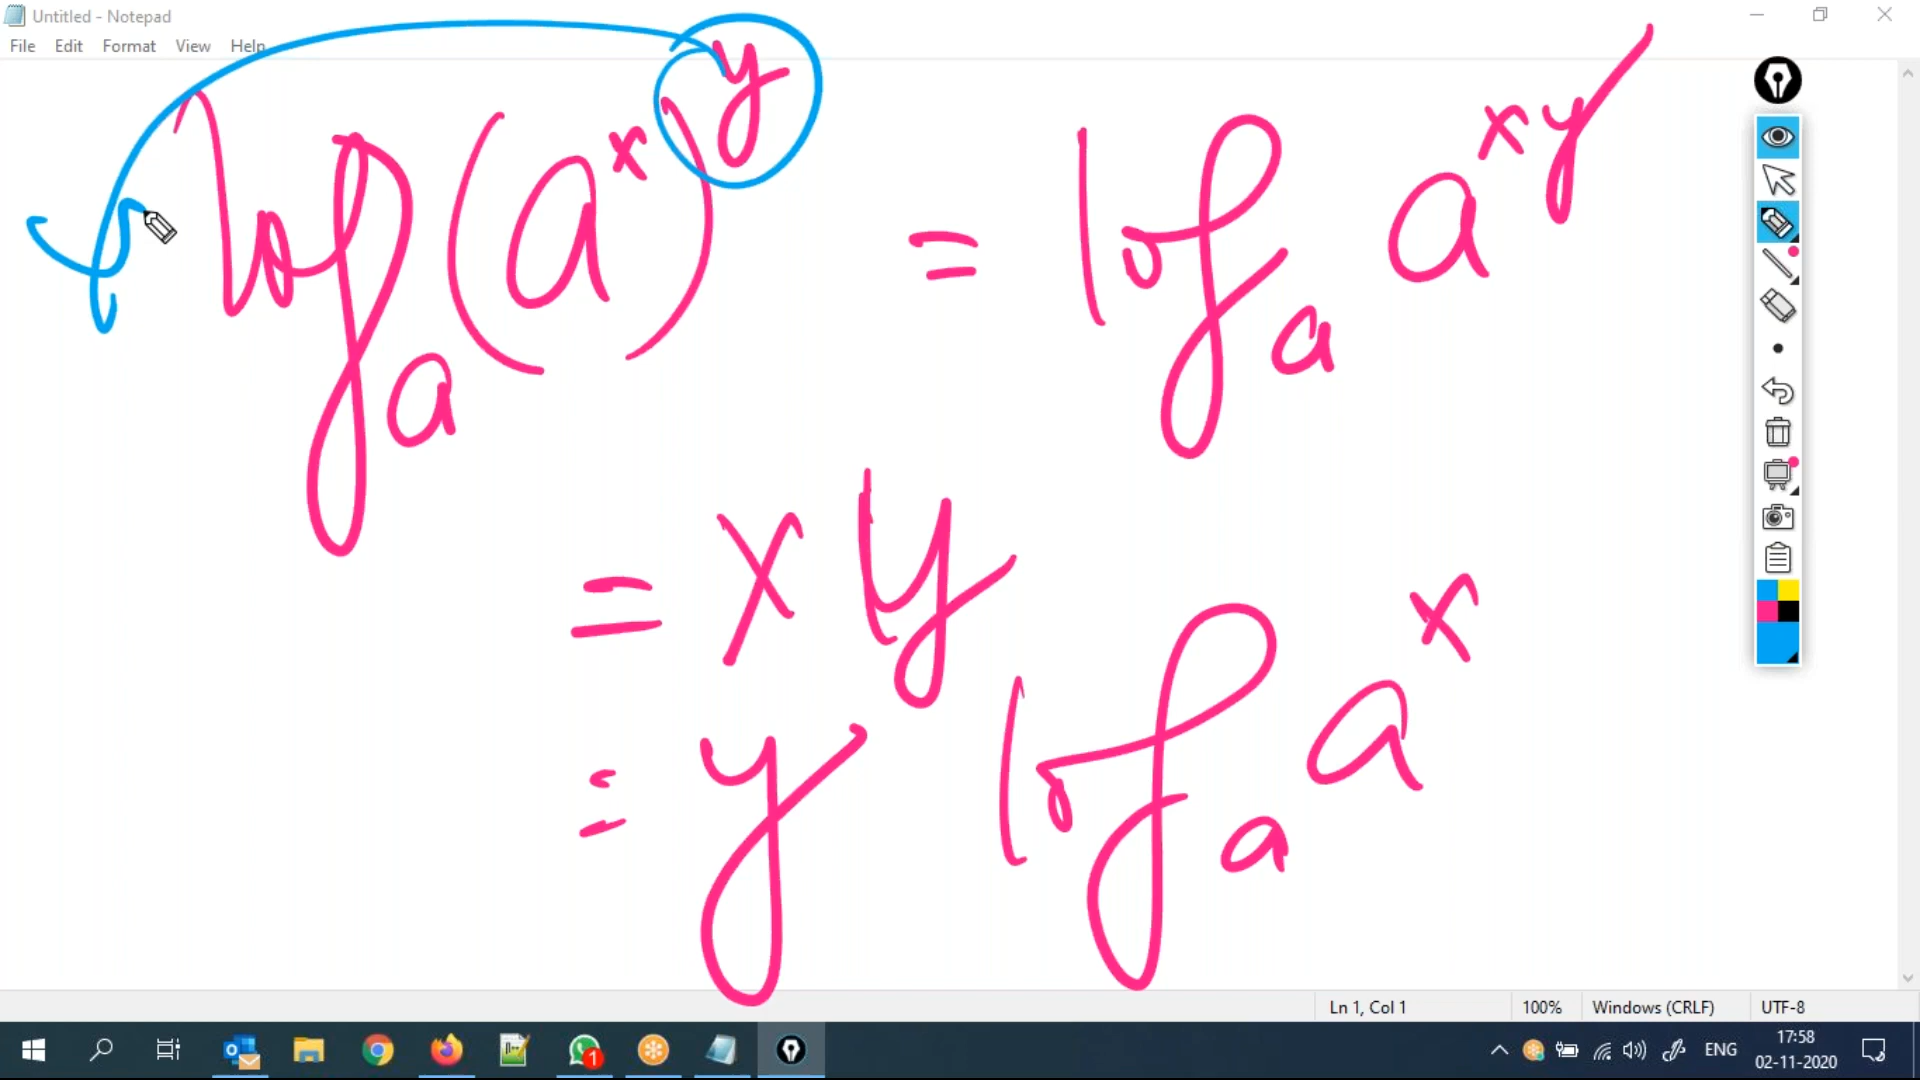 Untitled - Notepad
File Edit Format View Help
log_a (a^x)^y = log_a a^{xy}
= xy
= y log_a a^x
Ln 1, Col 1 100% Windows (CRLF) UTF-8
1
ENG
17:58
02-11-2020